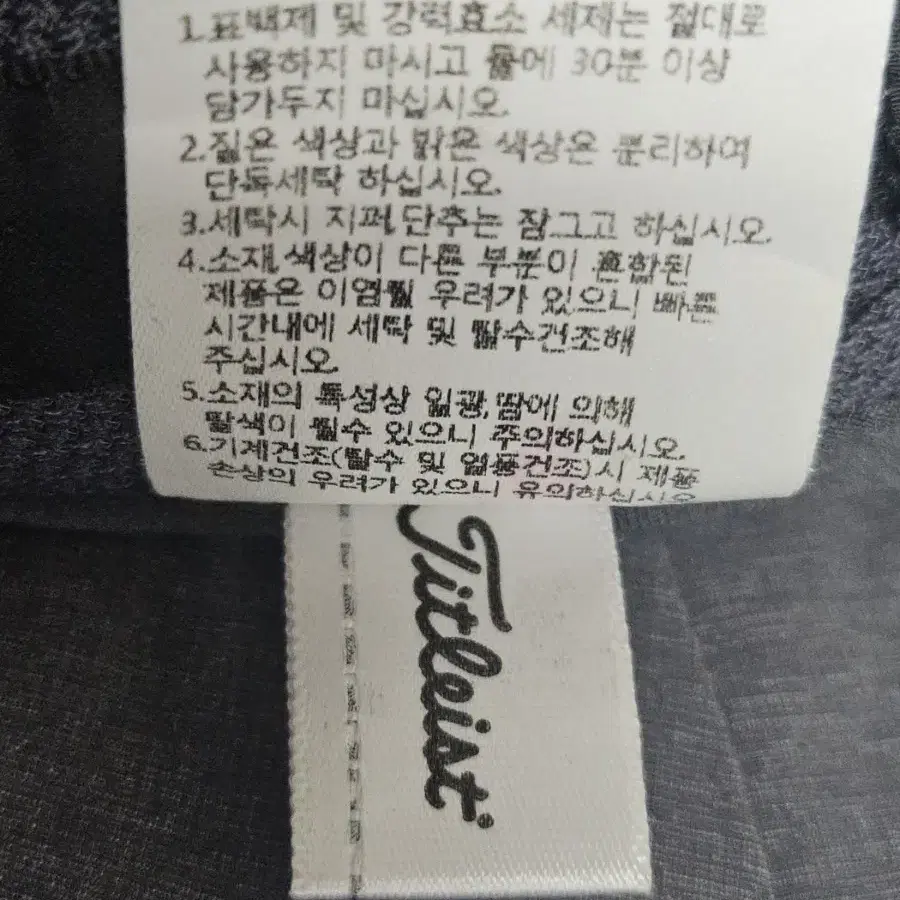 1.표백제 및 강력효소 세제는 절대로
사용하지 마시고 물에 30분 이상
담가두지 마십시오.
2.짙은 색상과 밝은 색상은 분리하여
단독세탁 하십시오.
3.세탁시 지퍼,단추는 잠그고 하십시오.
4.소재,색상이 다른 부분이 혼합된
제품은 이염될 우려가 있으니 빠른
시간내에 세탁 및 탈수건조해
주십시오.
5.소재의 특성상 일광,땀에 의해
탈색이 될수 있으니 주의하십시오.
6.기계건조(탈수 및 열풍건조)시 제품
손상의 우려가 있으니 유의하십시오
Titleist